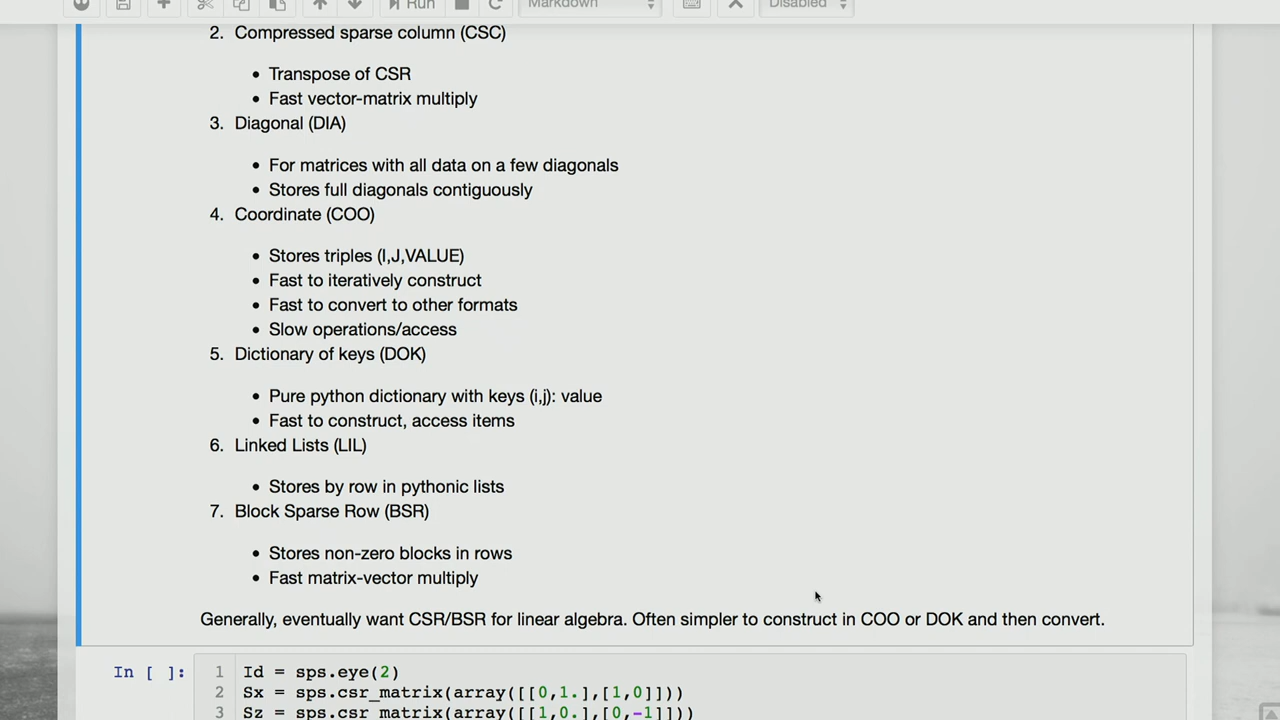 Run
Markdown
Disabled
2. Compressed sparse column (CSC)
• Transpose of CSR
• Fast vector-matrix multiply
3. Diagonal (DIA)
• For matrices with all data on a few diagonals
• Stores full diagonals contiguously
4. Coordinate (COO)
• Stores triples (I,J,VALUE)
• Fast to iteratively construct
• Fast to convert to other formats
• Slow operations/access
5. Dictionary of keys (DOK)
• Pure python dictionary with keys (i,j): value
• Fast to construct, access items
6. Linked Lists (LIL)
• Stores by row in pythonic lists
7. Block Sparse Row (BSR)
• Stores non-zero blocks in rows
• Fast matrix-vector multiply
Generally, eventually want CSR/BSR for linear algebra. Often simpler to construct in COO or DOK and then convert.
In [ ]: 1 Id = sps.eye(2)
2 Sx = sps.csr_matrix(array([[0,1.],[1,0]]))
3 Sz = sps.csr_matrix(array([[1,0.],[0,-1]]))